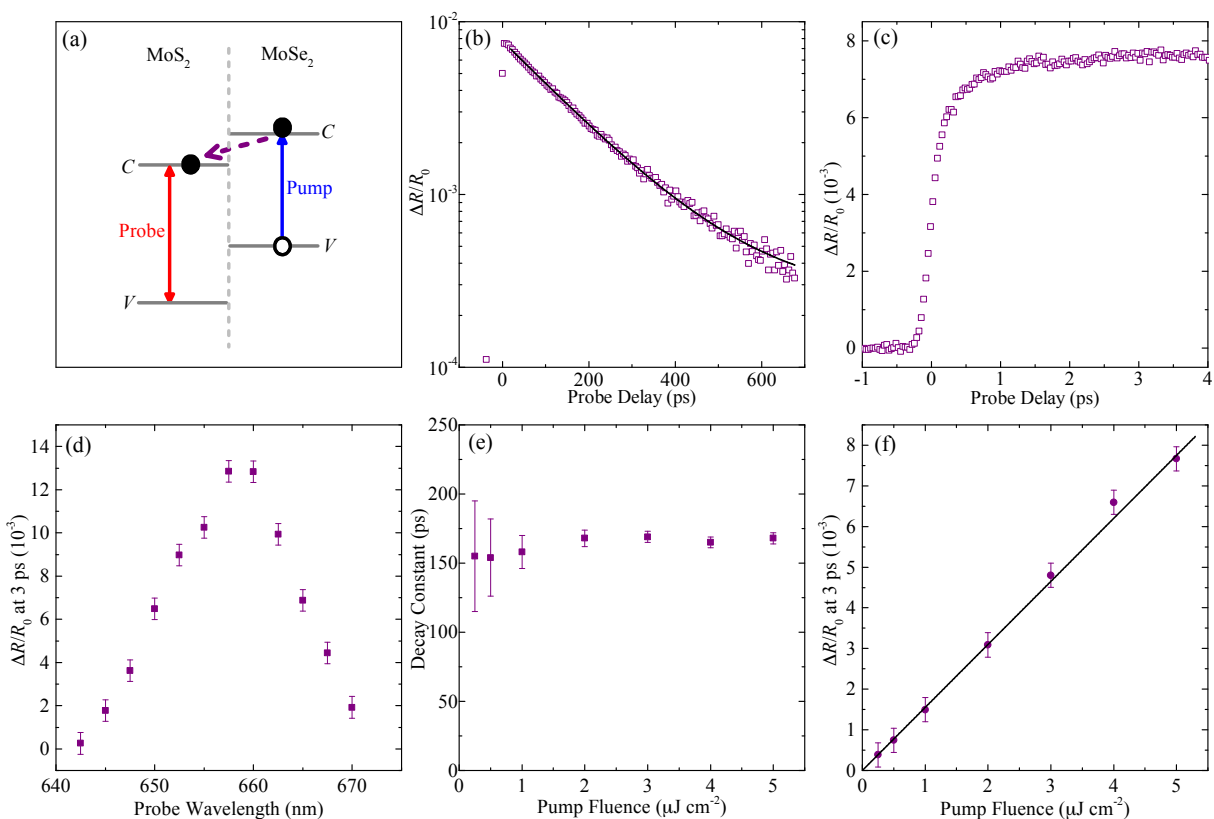 (a)
MoS2 MoSe2
C
C
Probe
Pump
V
V
(b)
10^-2
10^-3
10^-4
ΔR/R0
0 200 400 600
Probe Delay (ps)
(c)
8
6
4
2
0
ΔR/R0 (10^-3)
-1 0 1 2 3 4
Probe Delay (ps)
(d)
14
12
10
8
6
4
2
0
ΔR/R0 at 3 ps (10^-3)
640 650 660 670
Probe Wavelength (nm)
(e)
250
200
150
100
50
0
Decay Constant (ps)
0 1 2 3 4 5
Pump Fluence (μJ cm^-2)
(f)
8
7
6
5
4
3
2
1
0
ΔR/R0 at 3 ps (10^-3)
0 1 2 3 4 5
Pump Fluence (μJ cm^-2)